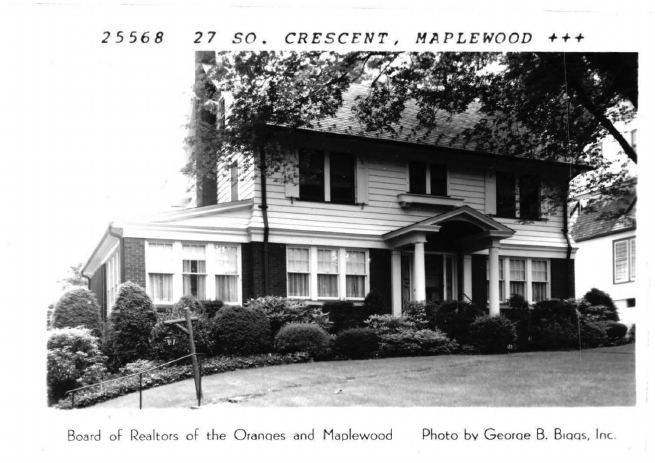 25568 27 SO. CRESCENT, MAPLEWOOD +++
Board of Realtors of the Oranges and Maplewood Photo by George B. Biggs, Inc.